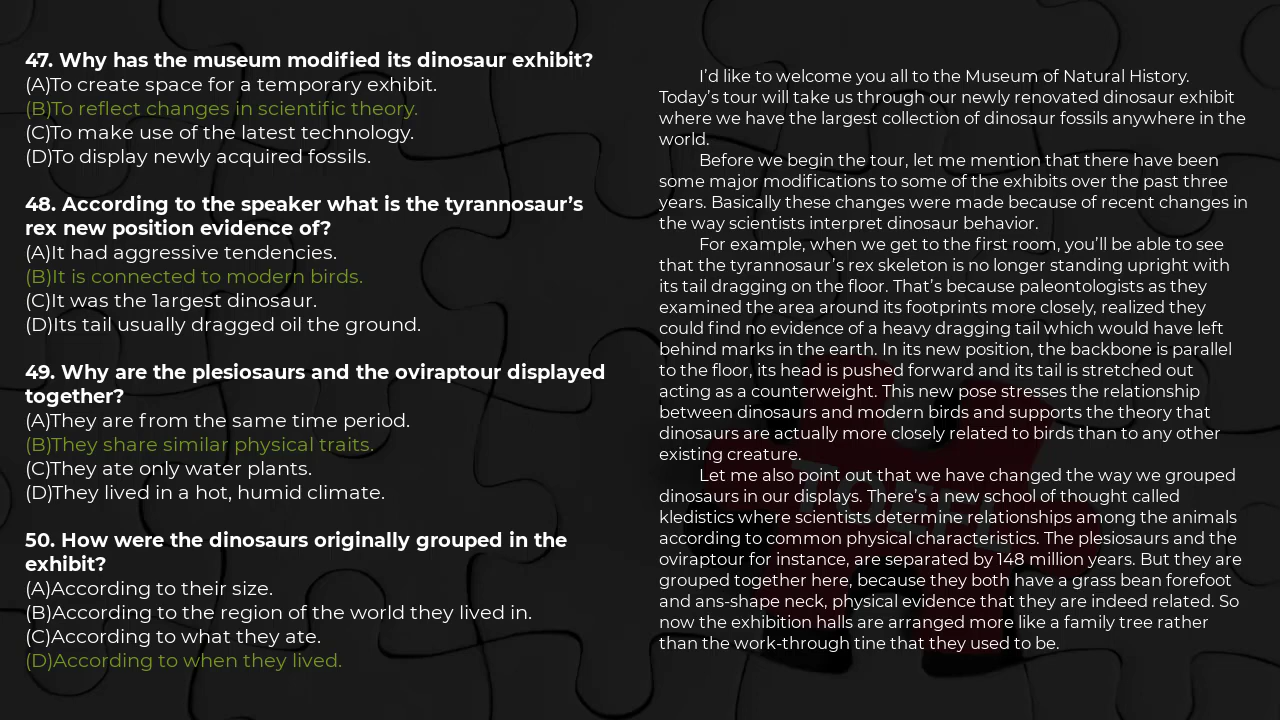 47. Why has the museum modified its dinosaur exhibit?
(A)To create space for a temporary exhibit.
(B)To reflect changes in scientific theory.
(C)To make use of the latest technology.
(D)To display newly acquired fossils.
48. According to the speaker what is the tyrannosaur's
rex new position evidence of?
(A)It had aggressive tendencies.
(B)It is connected to modern birds.
(C)It was the 1argest dinosaur.
(D)Its tail usually dragged oil the ground.
49. Why are the plesiosaurs and the oviraptour displayed
together?
(A)They are from the same time period.
(B)They share similar physical traits.
(C)They ate only water plants.
(D)They lived in a hot, humid climate.
50. How were the dinosaurs originally grouped in the
exhibit?
(A)According to their size.
(B)According to the region of the world they lived in.
(C)According to what they ate.
(D)According to when they lived.
I'd like to welcome you all to the Museum of Natural History.
Today's tour will take us through our newly renovated dinosaur exhibit
where we have the largest collection of dinosaur fossils anywhere in the
world.
Before we begin the tour, let me mention that there have been
some major modifications to some of the exhibits over the past three
years. Basically these changes were made because of recent changes in
the way scientists interpret dinosaur behavior.
For example, when we get to the first room, you'll be able to see
that the tyrannosaur's rex skeleton is no longer standing upright with
its tail dragging on the floor. That's because paleontologists as they
examined the area around its footprints more closely, realized they
could find no evidence of a heavy dragging tail which would have left
behind marks in the earth. In its new position, the backbone is parallel
to the floor, its head is pushed forward and its tail is stretched out
acting as a counterweight. This new pose stresses the relationship
between dinosaurs and modern birds and supports the theory that
dinosaurs are actually more closely related to birds than to any other
existing creature.
Let me also point out that we have changed the way we grouped
dinosaurs in our displays. There's a new school of thought called
kledistics where scientists determine relationships among the animals
according to common physical characteristics. The plesiosaurs and the
oviraptour for instance, are separated by 148 million years. But they are
grouped together here, because they both have a grass bean forefoot
and ans-shape neck, physical evidence that they are indeed related. So
now the exhibition halls are arranged more like a family tree rather
than the work-through tine that they used to be.
TOEFL